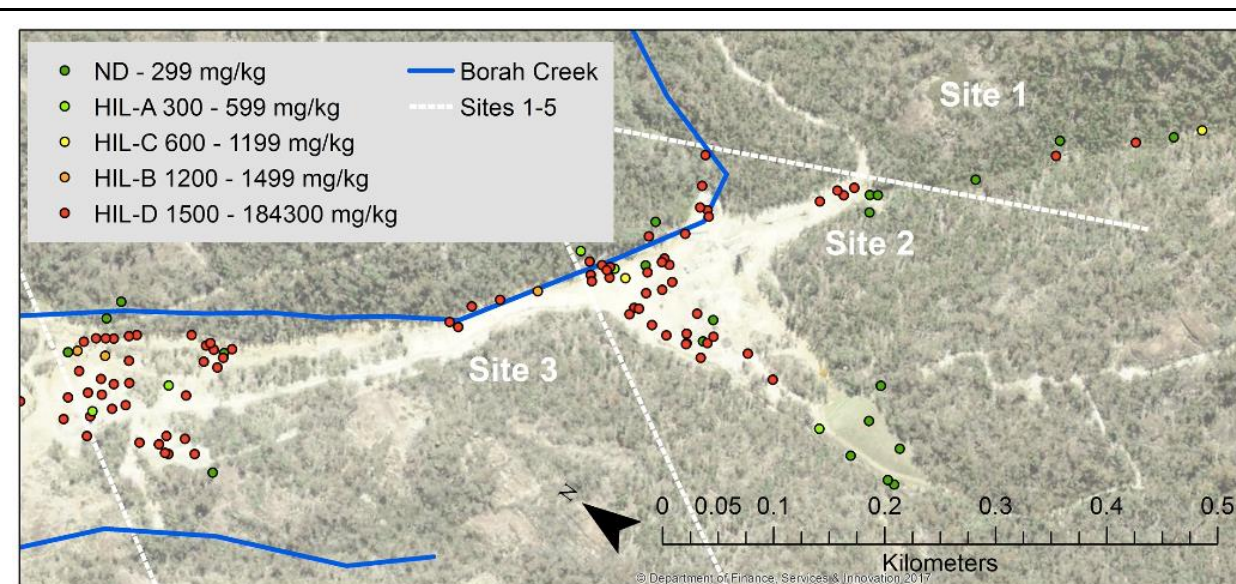 ND - 299 mg/kg
HIL-A 300 - 599 mg/kg
HIL-C 600 - 1199 mg/kg
HIL-B 1200 - 1499 mg/kg
HIL-D 1500 - 184300 mg/kg
Borah Creek
Sites 1-5
Site 1
Site 2
Site 3
N
0 0.05 0.1 0.2 0.3 0.4 0.5
Kilometers
© Department of Finance, Services & Innovation 2017